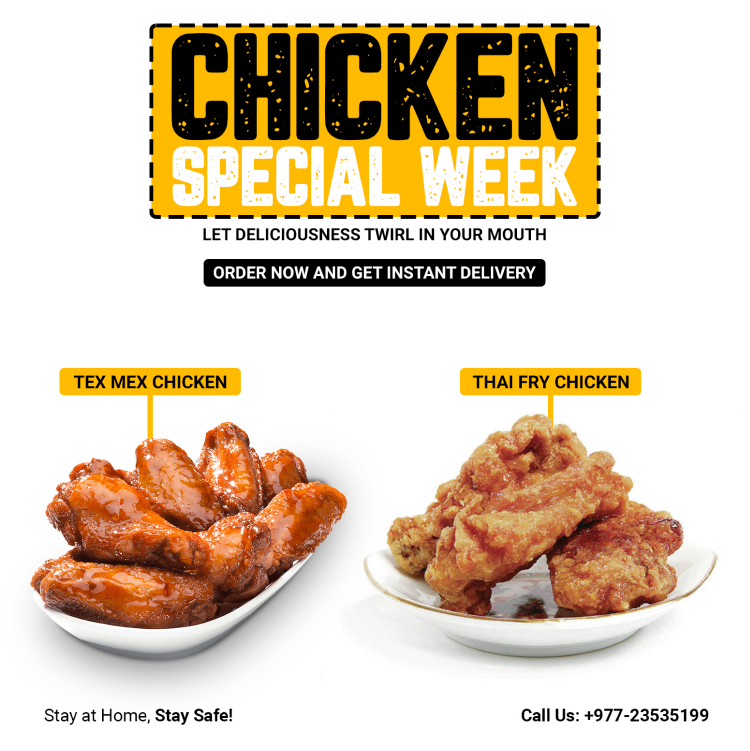 CHICKEN
SPECIAL WEEK
LET DELICIOUSNESS TWIRL IN YOUR MOUTH
ORDER NOW AND GET INSTANT DELIVERY
TEX MEX CHICKEN
THAI FRY CHICKEN
Stay at Home, Stay Safe!
Call Us: +977-23535199